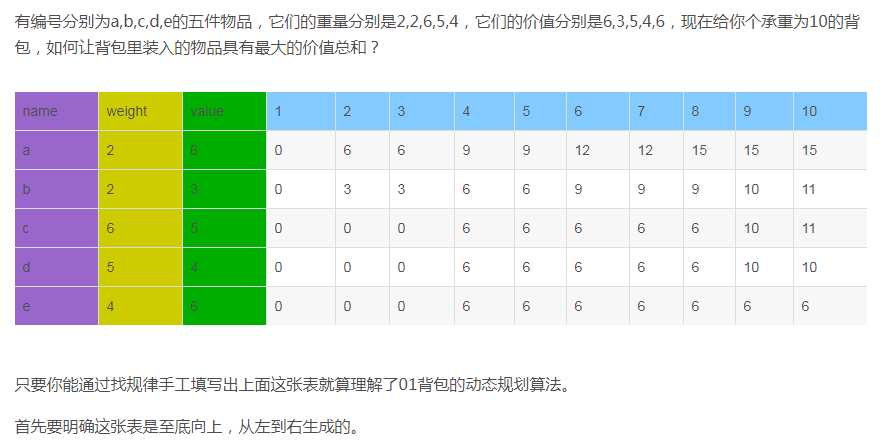 有编号分别为a,b,c,d,e的五件物品，它们的重量分别是2,2,6,5,4，它们的价值分别是6,3,5,4,6，现在给你个承重为10的背
包，如何让背包里装入的物品具有最大的价值总和？
name weight value 1 2 3 4 5 6 7 8 9 10
a 2 6 0 6 6 9 9 12 12 15 15 15
b 2 3 0 3 3 6 6 9 9 9 10 11
c 6 5 0 0 0 6 6 6 6 6 10 11
d 5 4 0 0 0 6 6 6 6 6 10 10
e 4 6 0 0 0 6 6 6 6 6 6 6
只要你能通过找规律手工填写出上面这张表就算理解了01背包的动态规划算法。
首先要明确这张表是至底向上，从左到右生成的。